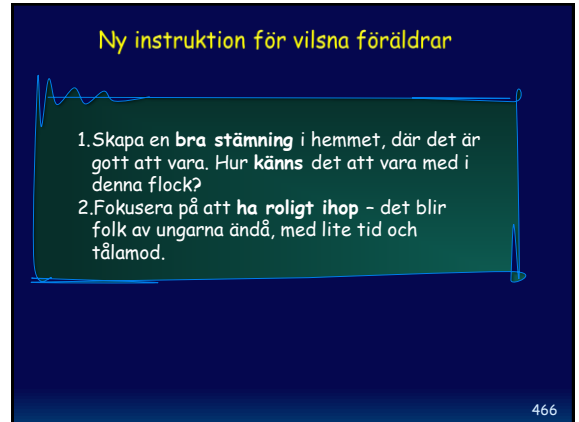 Ny instruktion för vilsna föräldrar
1.Skapa en bra stämning i hemmet, där det är
gott att vara. Hur känns det att vara med i
denna flock?
2.Fokusera på att ha roligt ihop – det blir
folk av ungarna ändå, med lite tid och
tålamod.
466